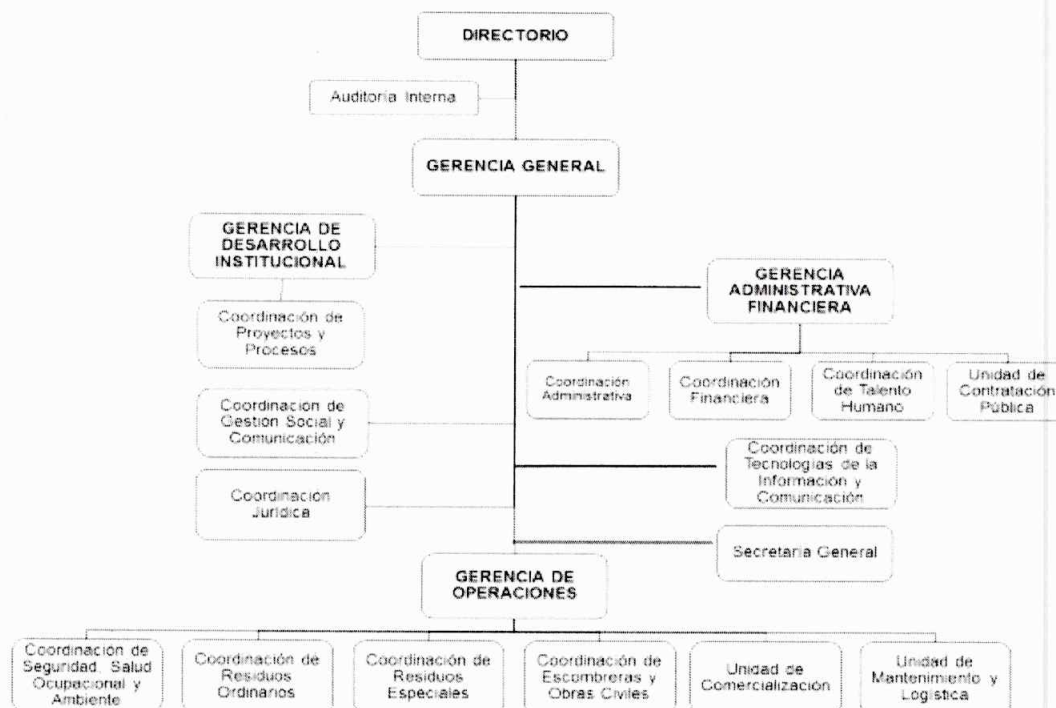 DIRECTORIO
Auditoría Interna
GERENCIA GENERAL
GERENCIA DE
DESARROLLO
INSTITUCIONAL
GERENCIA
ADMINISTRATIVA
FINANCIERA
Coordinación de
Proyectos y
Procesos
Coordinación
Administrativa
Coordinación
Financiera
Coordinación
de Talento
Humano
Unidad de
Contratación
Pública
Coordinación de
Gestión Social y
Comunicación
Coordinación de
Tecnologías de la
Información y
Comunicación
Coordinación
Jurídica
Secretaría General
GERENCIA DE
OPERACIONES
Coordinación de
Seguridad, Salud
Ocupacional y
Ambiente
Coordinación de
Residuos
Ordinarios
Coordinación de
Residuos
Especiales
Coordinación de
Escombreras y
Obras Civiles
Unidad de
Comercialización
Unidad de
Mantenimiento y
Logística